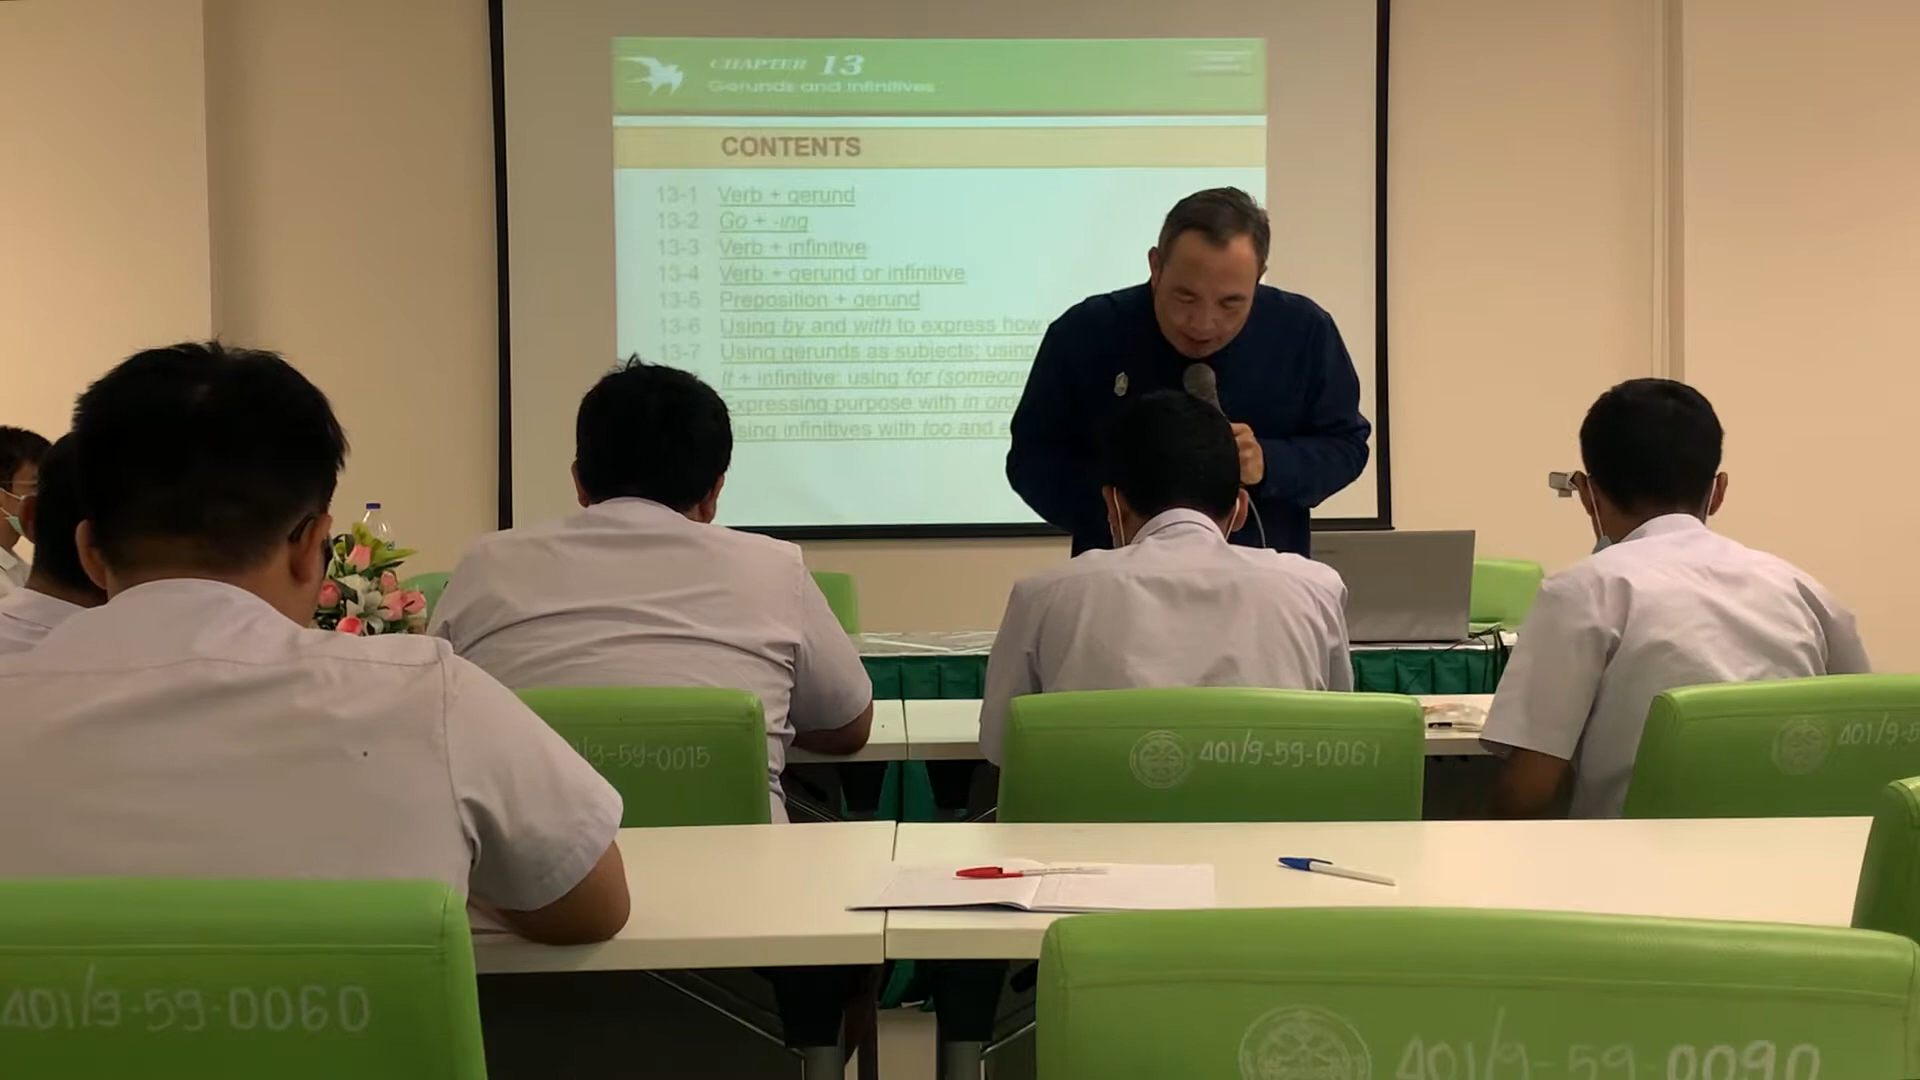 CHAPTER 13
Gerunds and Infinitives
CONTENTS
13-1 Verb + gerund
13-2 Go + -ing
13-3 Verb + infinitive
13-4 Verb + gerund or infinitive
13-5 Preposition + gerund
13-6 Using by and with to express how
13-7 Using gerunds as subjects; using
It + infinitive: using for (someone
Expressing purpose with in
Using infinitives with too and
9-59-0015
401/9-59-0061
401/9-5
401/9-59-0060
401/9-59-0090